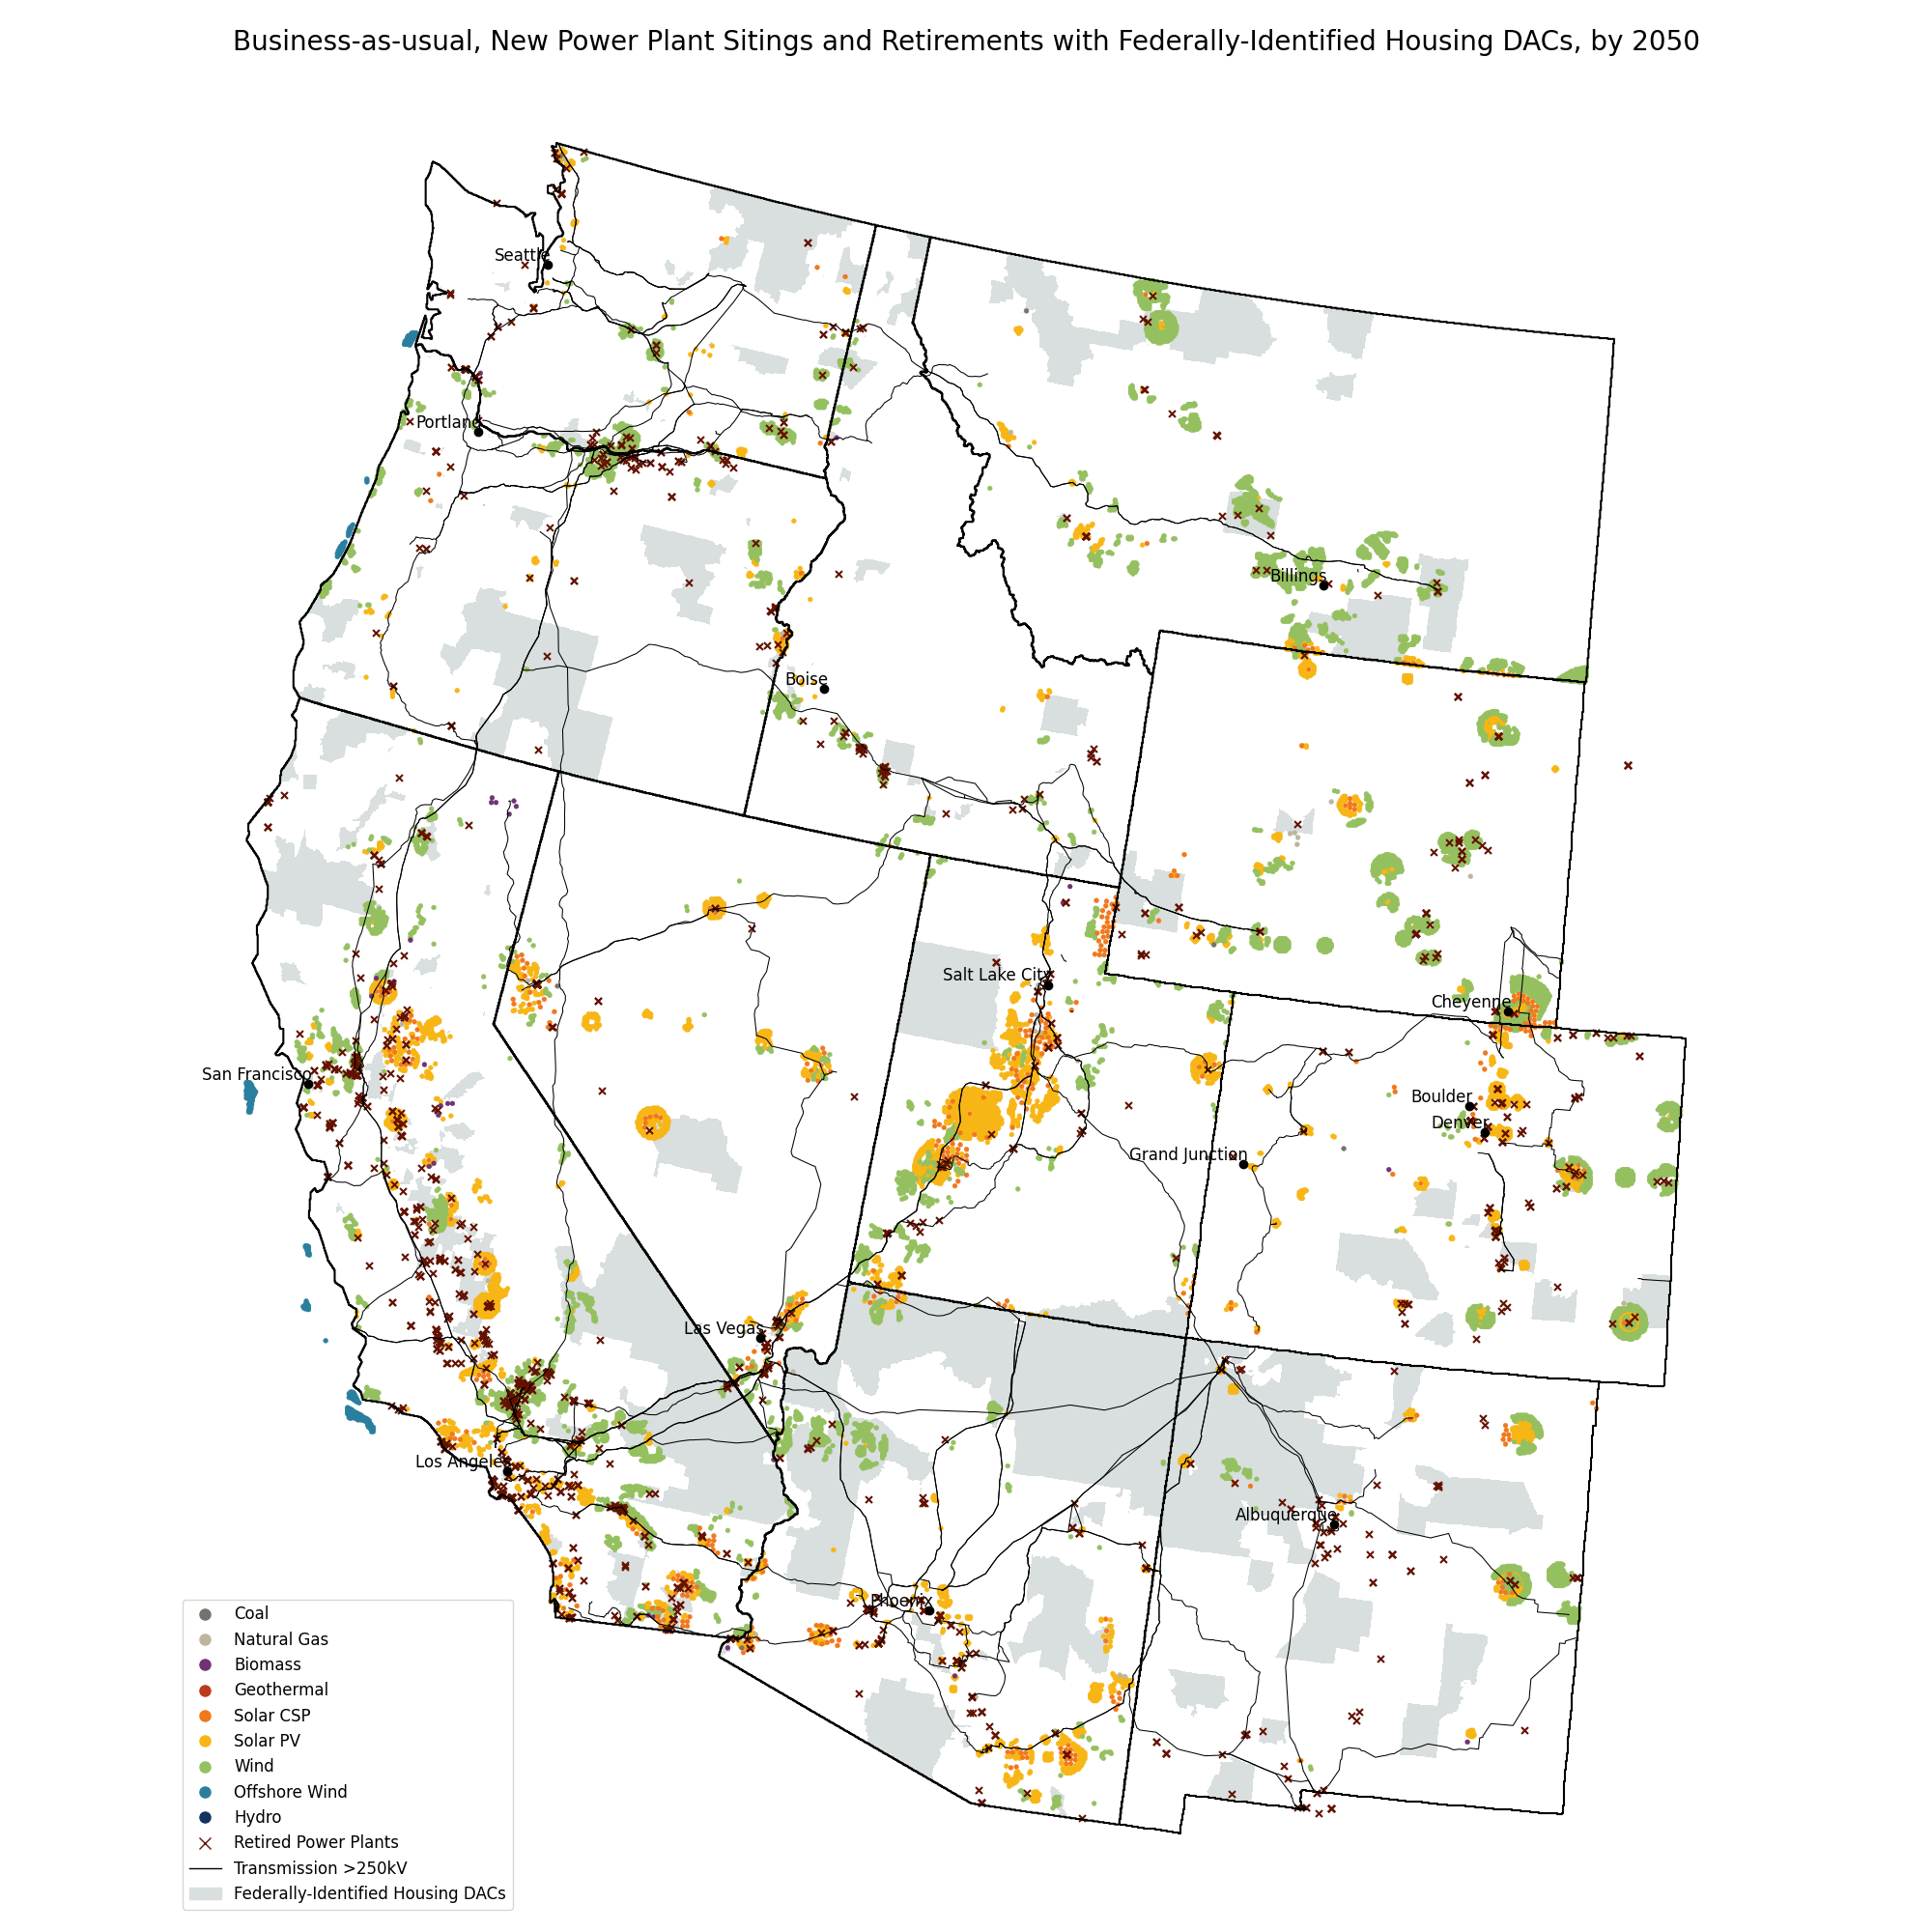 Business-as-usual, New Power Plant Sitings and Retirements with Federally-Identified Housing DACs, by 2050
Seattle
Portland
Billings
Boise
Salt Lake City
Cheyenne
San Francisco
Boulder
Denver
Grand Junction
Las Vegas
Los Angeles
Albuquerque
Phoenix
Coal
Natural Gas
Biomass
Geothermal
Solar CSP
Solar PV
Wind
Offshore Wind
Hydro
Retired Power Plants
Transmission >250kV
Federally-Identified Housing DACs